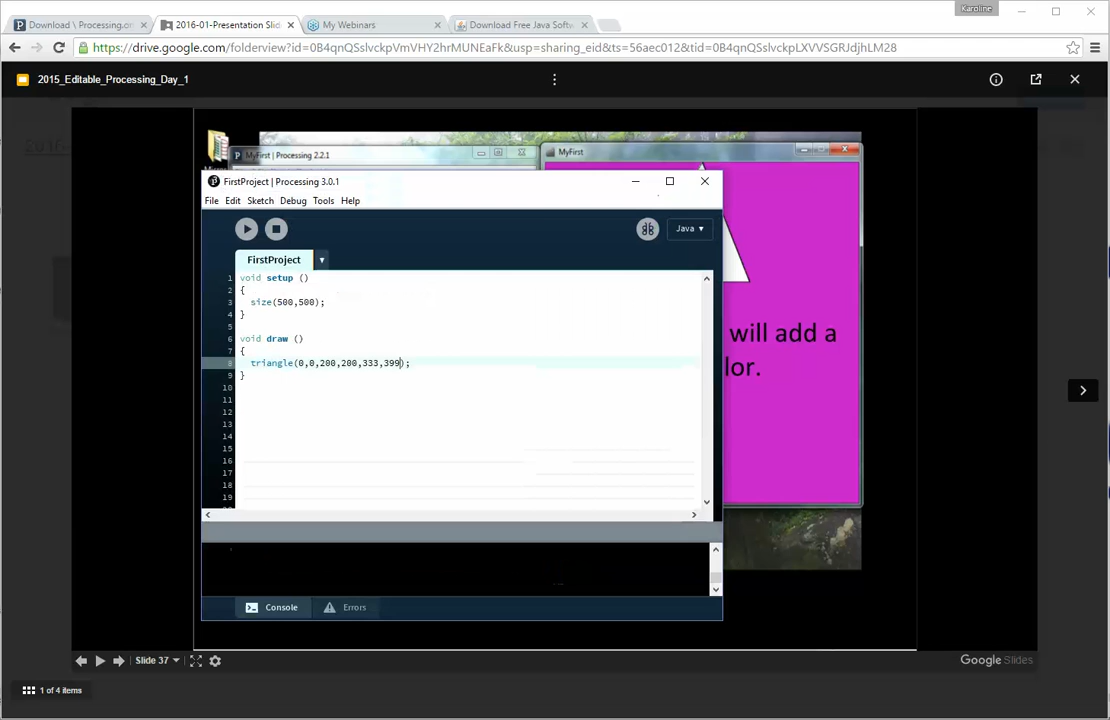 Karoline
Download \ Processing.or
2016-01-Presentation Slid
My Webinars
Download Free Java Softw
https://drive.google.com/folderview?id=0B4qnQSslvckpVmVHY2hrMUNEaFk&usp=sharing_eid&ts=56aec012&tid=0B4qnQSslvckpLXVVSGRJdjhLM28
2015_Editable_Processing_Day_1
MyFirst | Processing 2.2.1
MyFirst
FirstProject | Processing 3.0.1
File Edit Sketch Debug Tools Help
Java ▾
FirstProject
1 void setup ()
2 {
3 size(500,500);
4 }
5
6 void draw ()
7 {
8 triangle(0,0,200,200,333,399);
9 }
10
11
12
13
14
15
16
17
18
19
will add a
lor.
Console
Errors
Slide 37
Google Slides
1 of 4 items